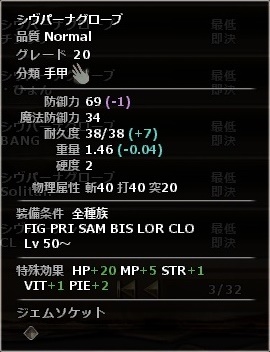 シヴパーナグローブ
品質 Normal
グレード 20
分類 手甲
防御力 69 (-1)
魔法防御力 34
耐久度 38/38 (+7)
重量 1.46 (-0.04)
硬度 2
物理属性 斬40 打40 突20
装備条件 全種族
FIG PRI SAM BIS LOR CLO
Lv 50～
特殊効果 HP+20 MP+5 STR+1
VIT+1 PIE+2
3/32
ジェムソケット